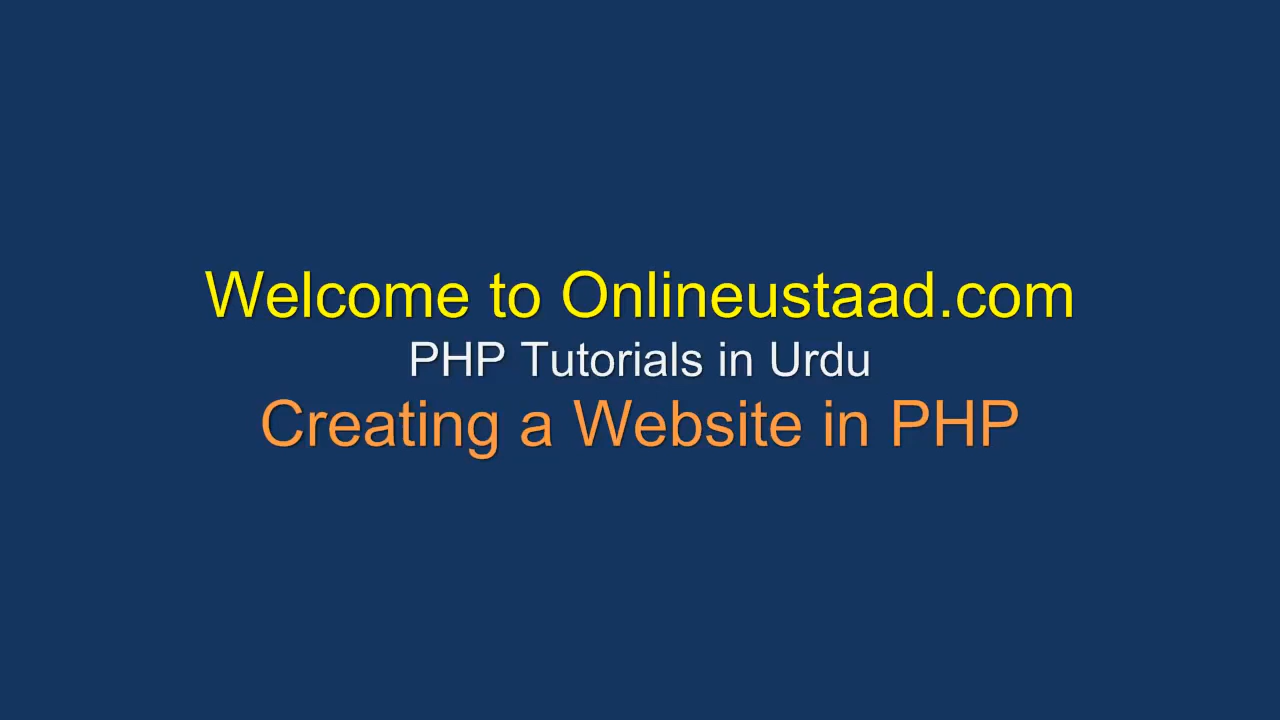 Welcome to Onlineustaad.com
PHP Tutorials in Urdu
Creating a Website in PHP